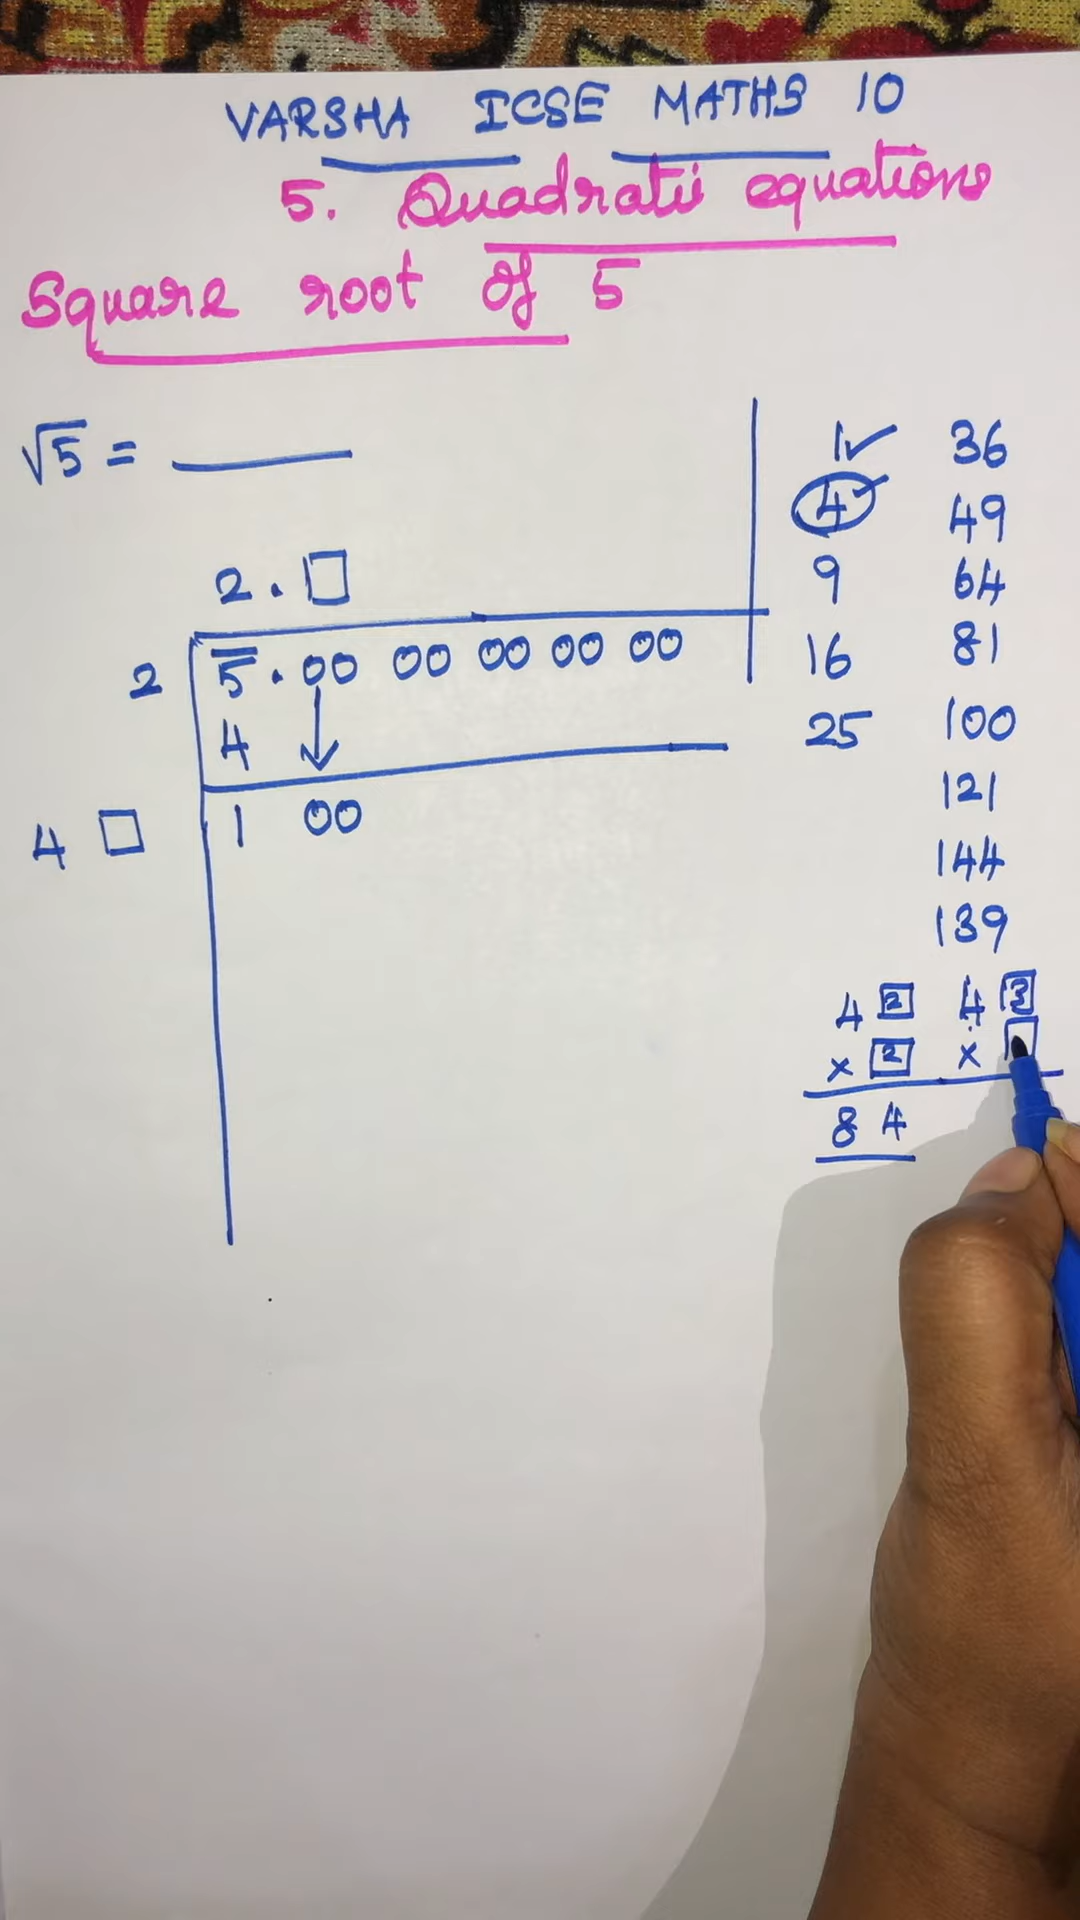 VARSHA ICSE MATHS 10
5. Quadratic equations
Square root of 5
√5 = ______
2 . □
2 5 . 00 00 00 00 00
4
4 □ 1 00
1 ✓ 36
4 ✓ 49
9 64
16 81
25 100
121
144
139
4 2 4 3
× 2 × □
8 4